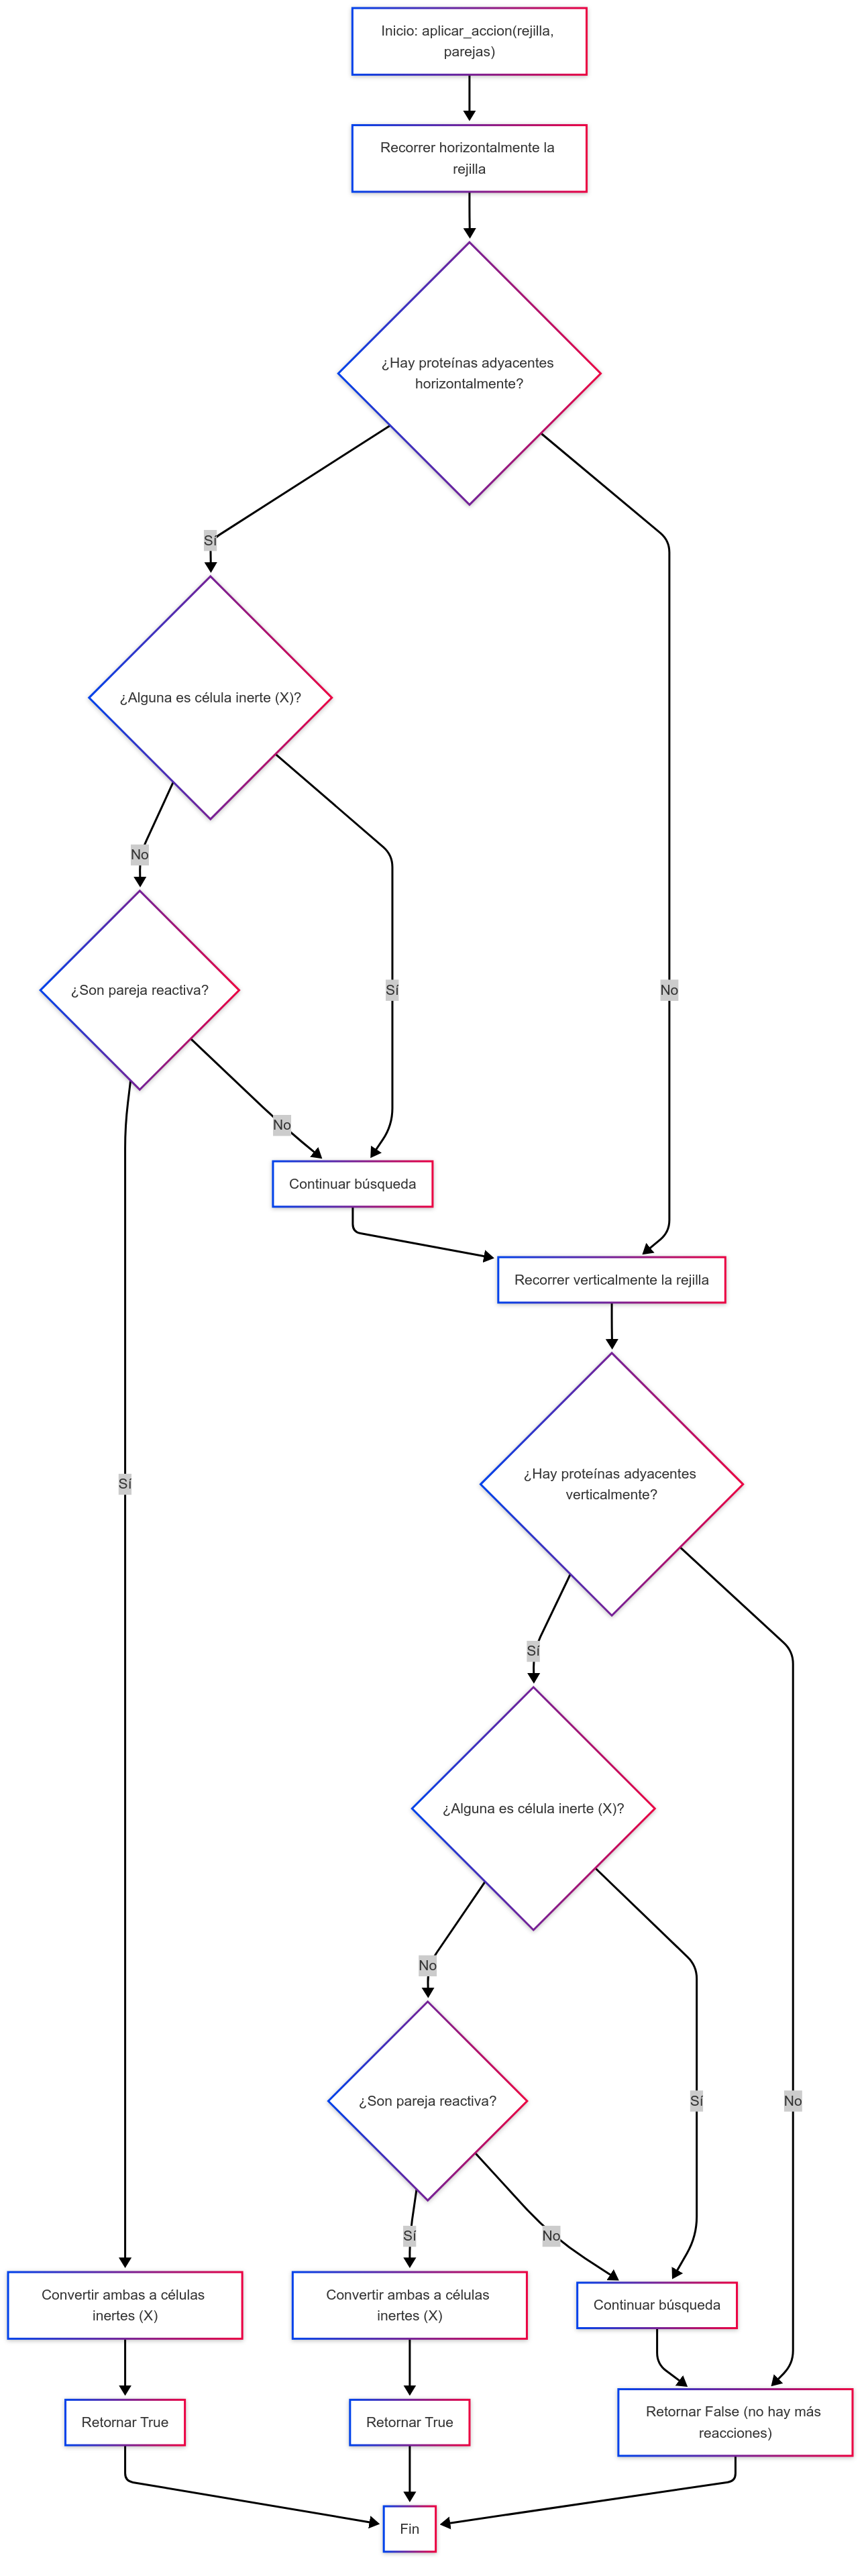 Inicio: aplicar_accion(rejilla,
parejas)
Recorrer horizontalmente la
rejilla
¿Hay proteínas adyacentes
horizontalmente?
Sí
¿Alguna es célula inerte (X)?
No
¿Son pareja reactiva?
Sí
No
No
Continuar búsqueda
Recorrer verticalmente la rejilla
¿Hay proteínas adyacentes
verticalmente?
Sí
Sí
¿Alguna es célula inerte (X)?
No
¿Son pareja reactiva?
Sí
No
Sí
No
Convertir ambas a células
inertes (X)
Convertir ambas a células
inertes (X)
Continuar búsqueda
Retornar True
Retornar True
Retornar False (no hay más
reacciones)
Fin